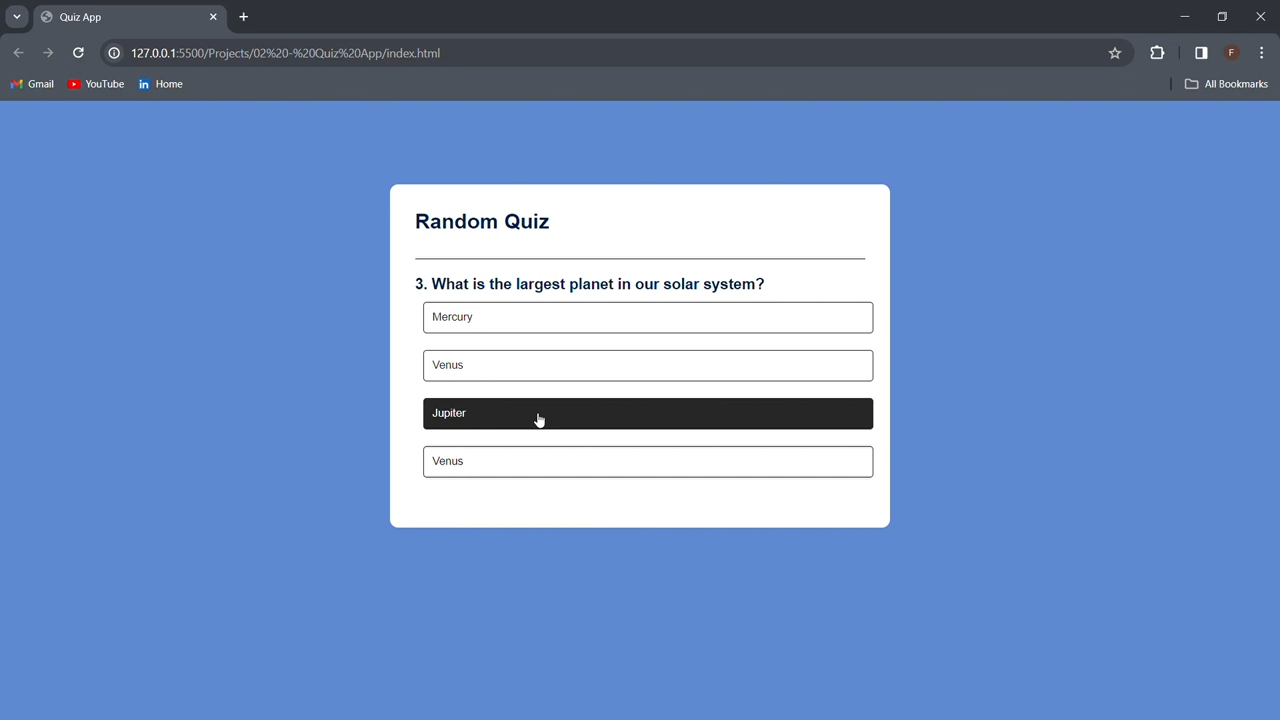 Quiz App
127.0.0.1:5500/Projects/02%20-%20Quiz%20App/index.html
F
Gmail YouTube in Home All Bookmarks
Random Quiz
3. What is the largest planet in our solar system?
Mercury
Venus
Jupiter
Venus